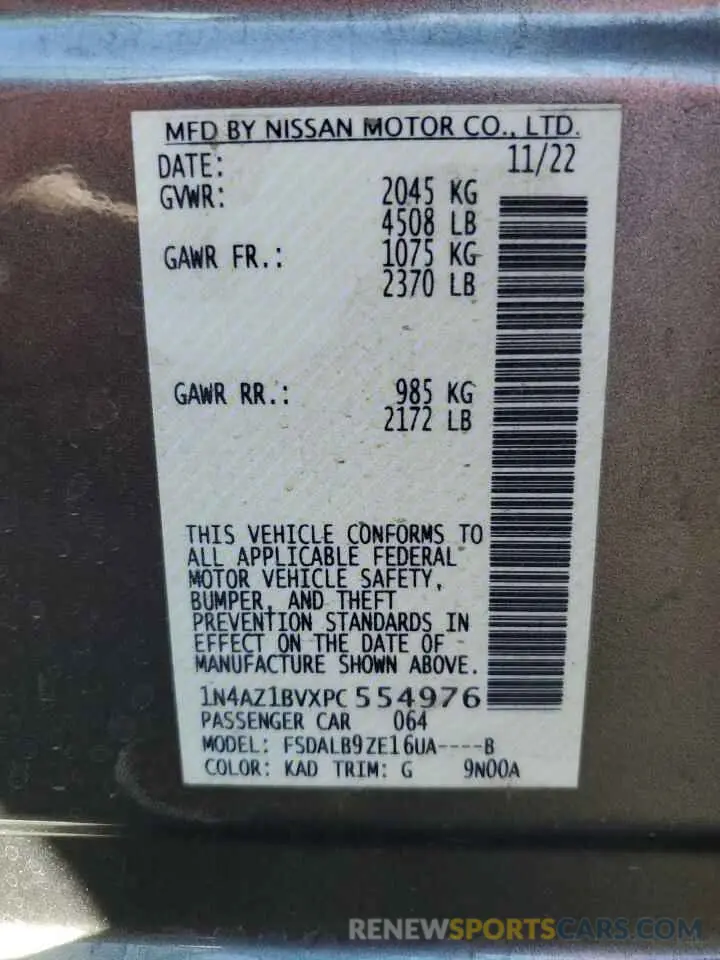 MFD BY NISSAN MOTOR CO., LTD.
DATE: 11/22
GVWR: 2045 KG
4508 LB
GAWR FR.: 1075 KG
2370 LB
GAWR RR.: 985 KG
2172 LB
THIS VEHICLE CONFORMS TO
ALL APPLICABLE FEDERAL
MOTOR VEHICLE SAFETY,
BUMPER, AND THEFT
PREVENTION STANDARDS IN
EFFECT ON THE DATE OF
MANUFACTURE SHOWN ABOVE.
1N4AZ1BVXPC554976
PASSENGER CAR 064
MODEL: FSDALB9ZE16UA----B
COLOR: KAD TRIM: G 9N00A
RENEWSPORTSCARS.COM